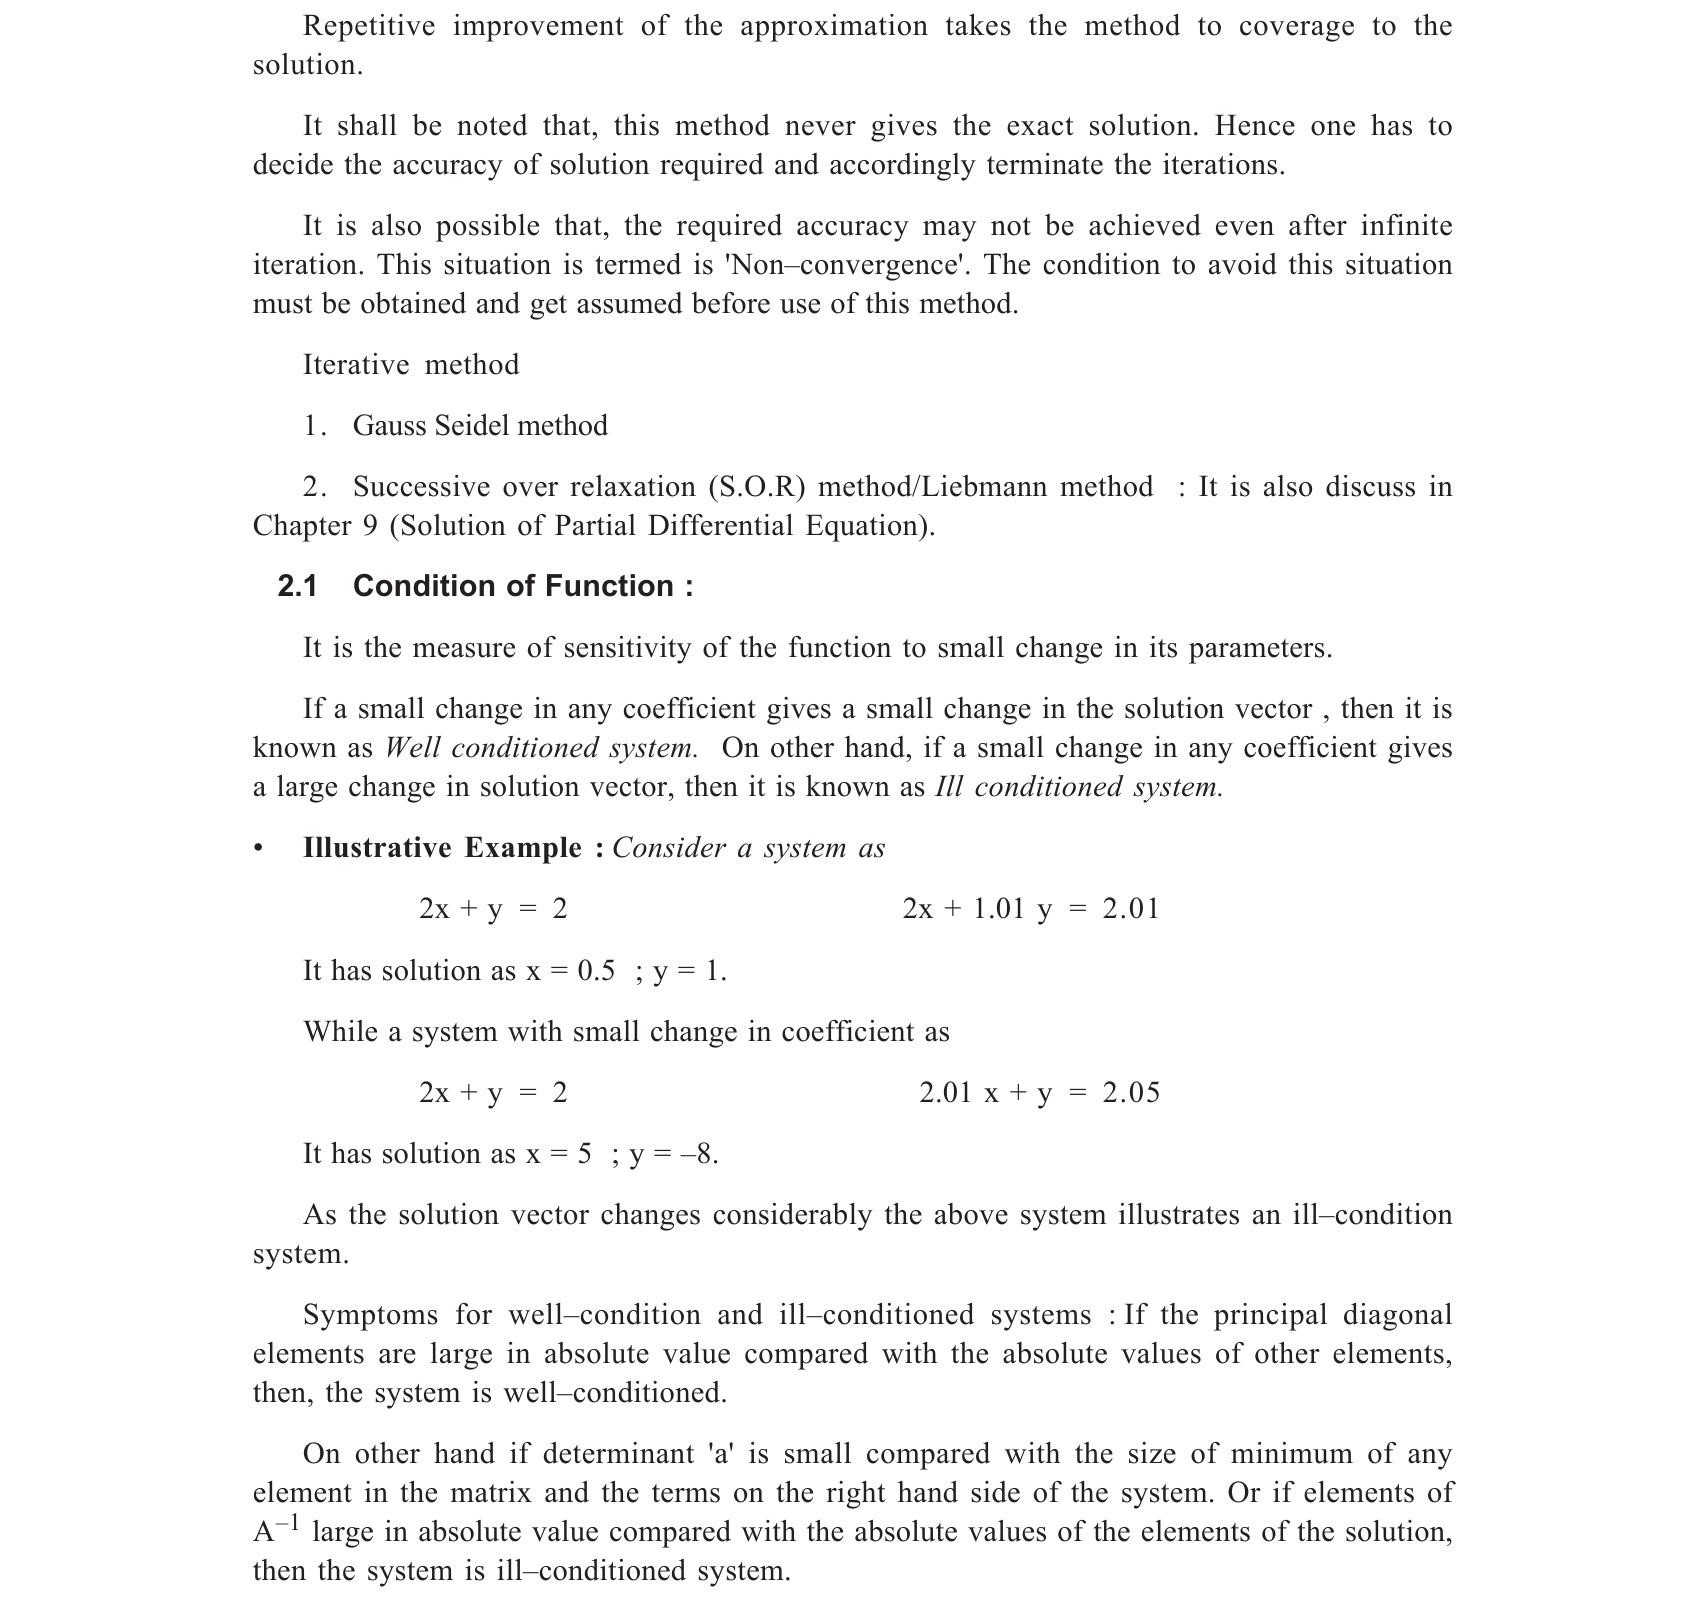 Repetitive improvement of the approximation takes the method to coverage to the
solution.
It shall be noted that, this method never gives the exact solution. Hence one has to
decide the accuracy of solution required and accordingly terminate the iterations.
It is also possible that, the required accuracy may not be achieved even after infinite
iteration. This situation is termed is 'Non–convergence'. The condition to avoid this situation
must be obtained and get assumed before use of this method.
Iterative method
1. Gauss Seidel method
2. Successive over relaxation (S.O.R) method/Liebmann method : It is also discuss in
Chapter 9 (Solution of Partial Differential Equation).
2.1 Condition of Function :
It is the measure of sensitivity of the function to small change in its parameters.
If a small change in any coefficient gives a small change in the solution vector , then it is
known as Well conditioned system. On other hand, if a small change in any coefficient gives
a large change in solution vector, then it is known as Ill conditioned system.
• Illustrative Example : Consider a system as
2x + y = 2 2x + 1.01 y = 2.01
It has solution as x = 0.5 ; y = 1.
While a system with small change in coefficient as
2x + y = 2 2.01 x + y = 2.05
It has solution as x = 5 ; y = –8.
As the solution vector changes considerably the above system illustrates an ill–condition
system.
Symptoms for well–condition and ill–conditioned systems : If the principal diagonal
elements are large in absolute value compared with the absolute values of other elements,
then, the system is well–conditioned.
On other hand if determinant 'a' is small compared with the size of minimum of any
element in the matrix and the terms on the right hand side of the system. Or if elements of
A⁻¹ large in absolute value compared with the absolute values of the elements of the solution,
then the system is ill–conditioned system.